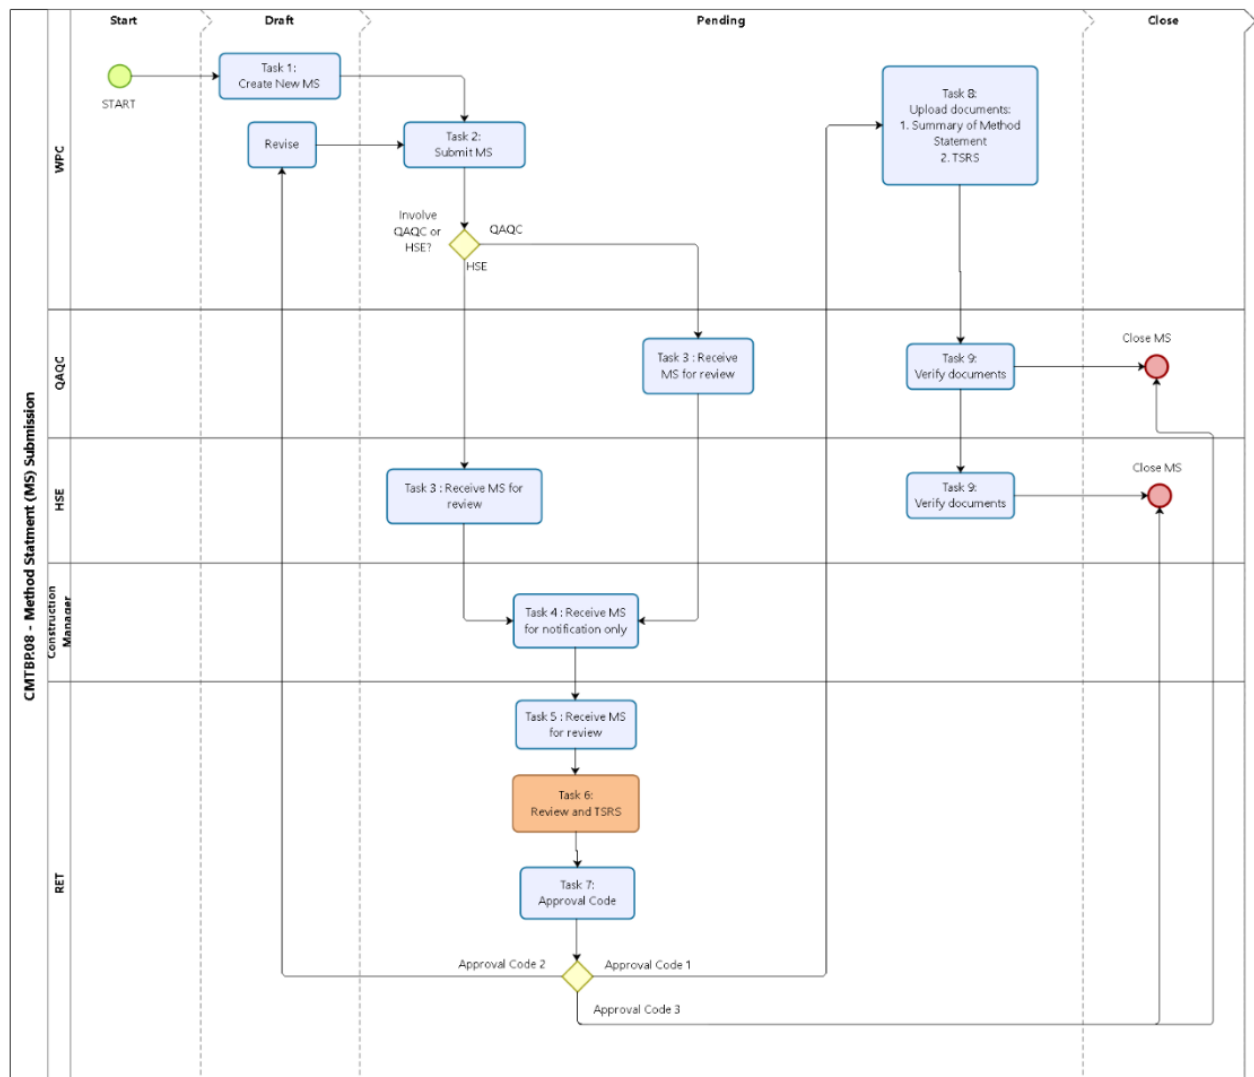 Start
Draft
Pending
Close
CMTBP.08 - Method Statment (MS) Submission
WPC
START
Task 1:
Create New MS
Revise
Task 2:
Submit MS
Involve
QAQC or
HSE?
QAQC
HSE
Task 8:
Upload documents:
1. Summary of Method
Statement
2. TSRS
QAQC
Task 3 : Receive
MS for review
Task 9:
Verify documents
Close MS
HSE
Task 3 : Receive MS for
review
Task 9:
Verify documents
Close MS
Construction
Manager
Task 4 : Receive MS
for notification only
RET
Task 5 : Receive MS
for review
Task 6:
Review and TSRS
Task 7:
Approval Code
Approval Code 2
Approval Code 1
Approval Code 3